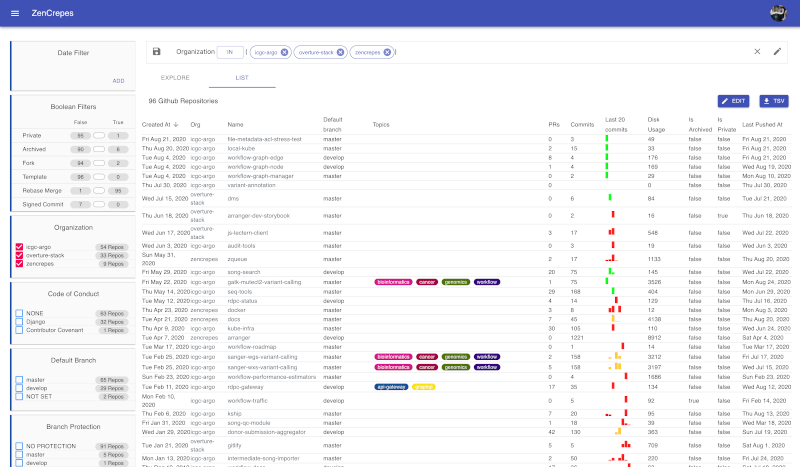 ZenCrepes
Date Filter
ADD
Boolean Filters
False True
Private 95 1
Archived 90 6
Fork 94 2
Template 96 0
Rebase Merge 1 95
Signed Commit 7 0
Organization
icgc-argo 54 Repos
overture-stack 33 Repos
zencrepes 9 Repos
Code of Conduct
NONE 63 Repos
Django 32 Repos
Contributor Covenant 1 Repos
Default Branch
master 65 Repos
develop 29 Repos
NOT SET 2 Repos
Branch Protection
NO PROTECTION 91 Repos
master 5 Repos
develop 1 Repos
Organization IN ( icgc-argo overture-stack zencrepes )
EXPLORE LIST
96 Github Repositories EDIT TSV
Created At Org Name Default branch Topics PRs Commits Last 20 commits Disk Usage Is Archived Is Private Last Pushed At
Fri Aug 21, 2020 icgc-argo file-metadata-acl-stress-test master 0 3 49 false false Fri Aug 21, 2020
Thu Aug 20, 2020 icgc-argo local-kube master 2 15 33 false false Fri Aug 21, 2020
Tue Aug 4, 2020 icgc-argo workflow-graph-edge develop 8 4 176 false false Fri Aug 21, 2020
Tue Aug 4, 2020 icgc-argo workflow-graph-node develop 1 4 169 false false Wed Aug 19, 2020
Tue Aug 4, 2020 icgc-argo workflow-graph-manager master 0 2 29 false false Mon Aug 10, 2020
Thu Jul 30, 2020 icgc-argo variant-annotation 0 0 false false Thu Jul 30, 2020
Wed Jul 15, 2020 overture-stack dms master 0 6 84 false false Fri Aug 21, 2020
Thu Jun 18, 2020 overture-stack arranger-dev-storybook master 0 2 16 false true Thu Jun 18, 2020
Wed Jun 17, 2020 overture-stack js-lectern-client master 3 17 548 false false Wed Jul 22, 2020
Wed Jun 3, 2020 icgc-argo audit-tools master 0 3 19 false false Wed Jun 3, 2020
Sun May 31, 2020 zencrepes zqueue master 2 17 1133 false false Thu Aug 20, 2020
Fri May 29, 2020 icgc-argo song-search develop 20 75 145 false false Wed Jul 22, 2020
Fri May 22, 2020 icgc-argo gatk-mutect2-variant-calling master bioinformatics cancer genomics workflow 1 75 3526 false false Mon Aug 24, 2020
Thu May 14, 2020 icgc-argo seq-tools master 29 168 404 false false Mon Jun 29, 2020
Tue May 12, 2020 icgc-argo rdpc-status develop 4 14 129 false false Thu Jul 16, 2020
Thu Apr 23, 2020 zencrepes docker master 3 8 12 false false Mon Aug 3, 2020
Tue Apr 21, 2020 zencrepes docs master 7 45 4138 false false Thu Aug 20, 2020
Thu Apr 9, 2020 icgc-argo kube-infra master 30 105 110 false false Wed Jun 24, 2020
Tue Apr 7, 2020 zencrepes arranger develop 0 1221 8912 false false Sat Apr 4, 2020
Tue Mar 17, 2020 icgc-argo workflow-roadmap master 0 1 14 false false Tue Mar 17, 2020
Tue Feb 25, 2020 icgc-argo sanger-wgs-variant-calling master bioinformatics cancer genomics workflow 2 158 3212 false false Fri Jul 17, 2020
Tue Feb 25, 2020 icgc-argo sanger-wxs-variant-calling master bioinformatics cancer genomics workflow 5 158 3197 false false Wed Jul 15, 2020
Sun Feb 23, 2020 icgc-argo workflow-performance-estimators master 0 4 1686 false false Sun Feb 23, 2020
Tue Feb 11, 2020 icgc-argo rdpc-gateway develop api-gateway graphql 17 35 134 false false Wed Aug 12, 2020
Mon Feb 10, 2020 icgc-argo workflow-traffic develop 0 5 92 true false Fri Feb 14, 2020
Thu Feb 6, 2020 icgc-argo kship master 7 20 95 false false Thu Aug 13, 2020
Fri Jan 31, 2020 icgc-argo song-qc-module master 1 18 39 false false Wed Mar 18, 2020
Wed Jan 29, 2020 icgc-argo donor-submission-aggregator master 42 130 363 false false Sun Jul 19, 2020
Tue Jan 21, 2020 overture-stack gitlify master 5 5 709 false false Sat Aug 1, 2020
Mon Jan 13, 2020 icgc-argo intermediate-song-importer master 2 50 220 false false Fri Jul 24, 2020